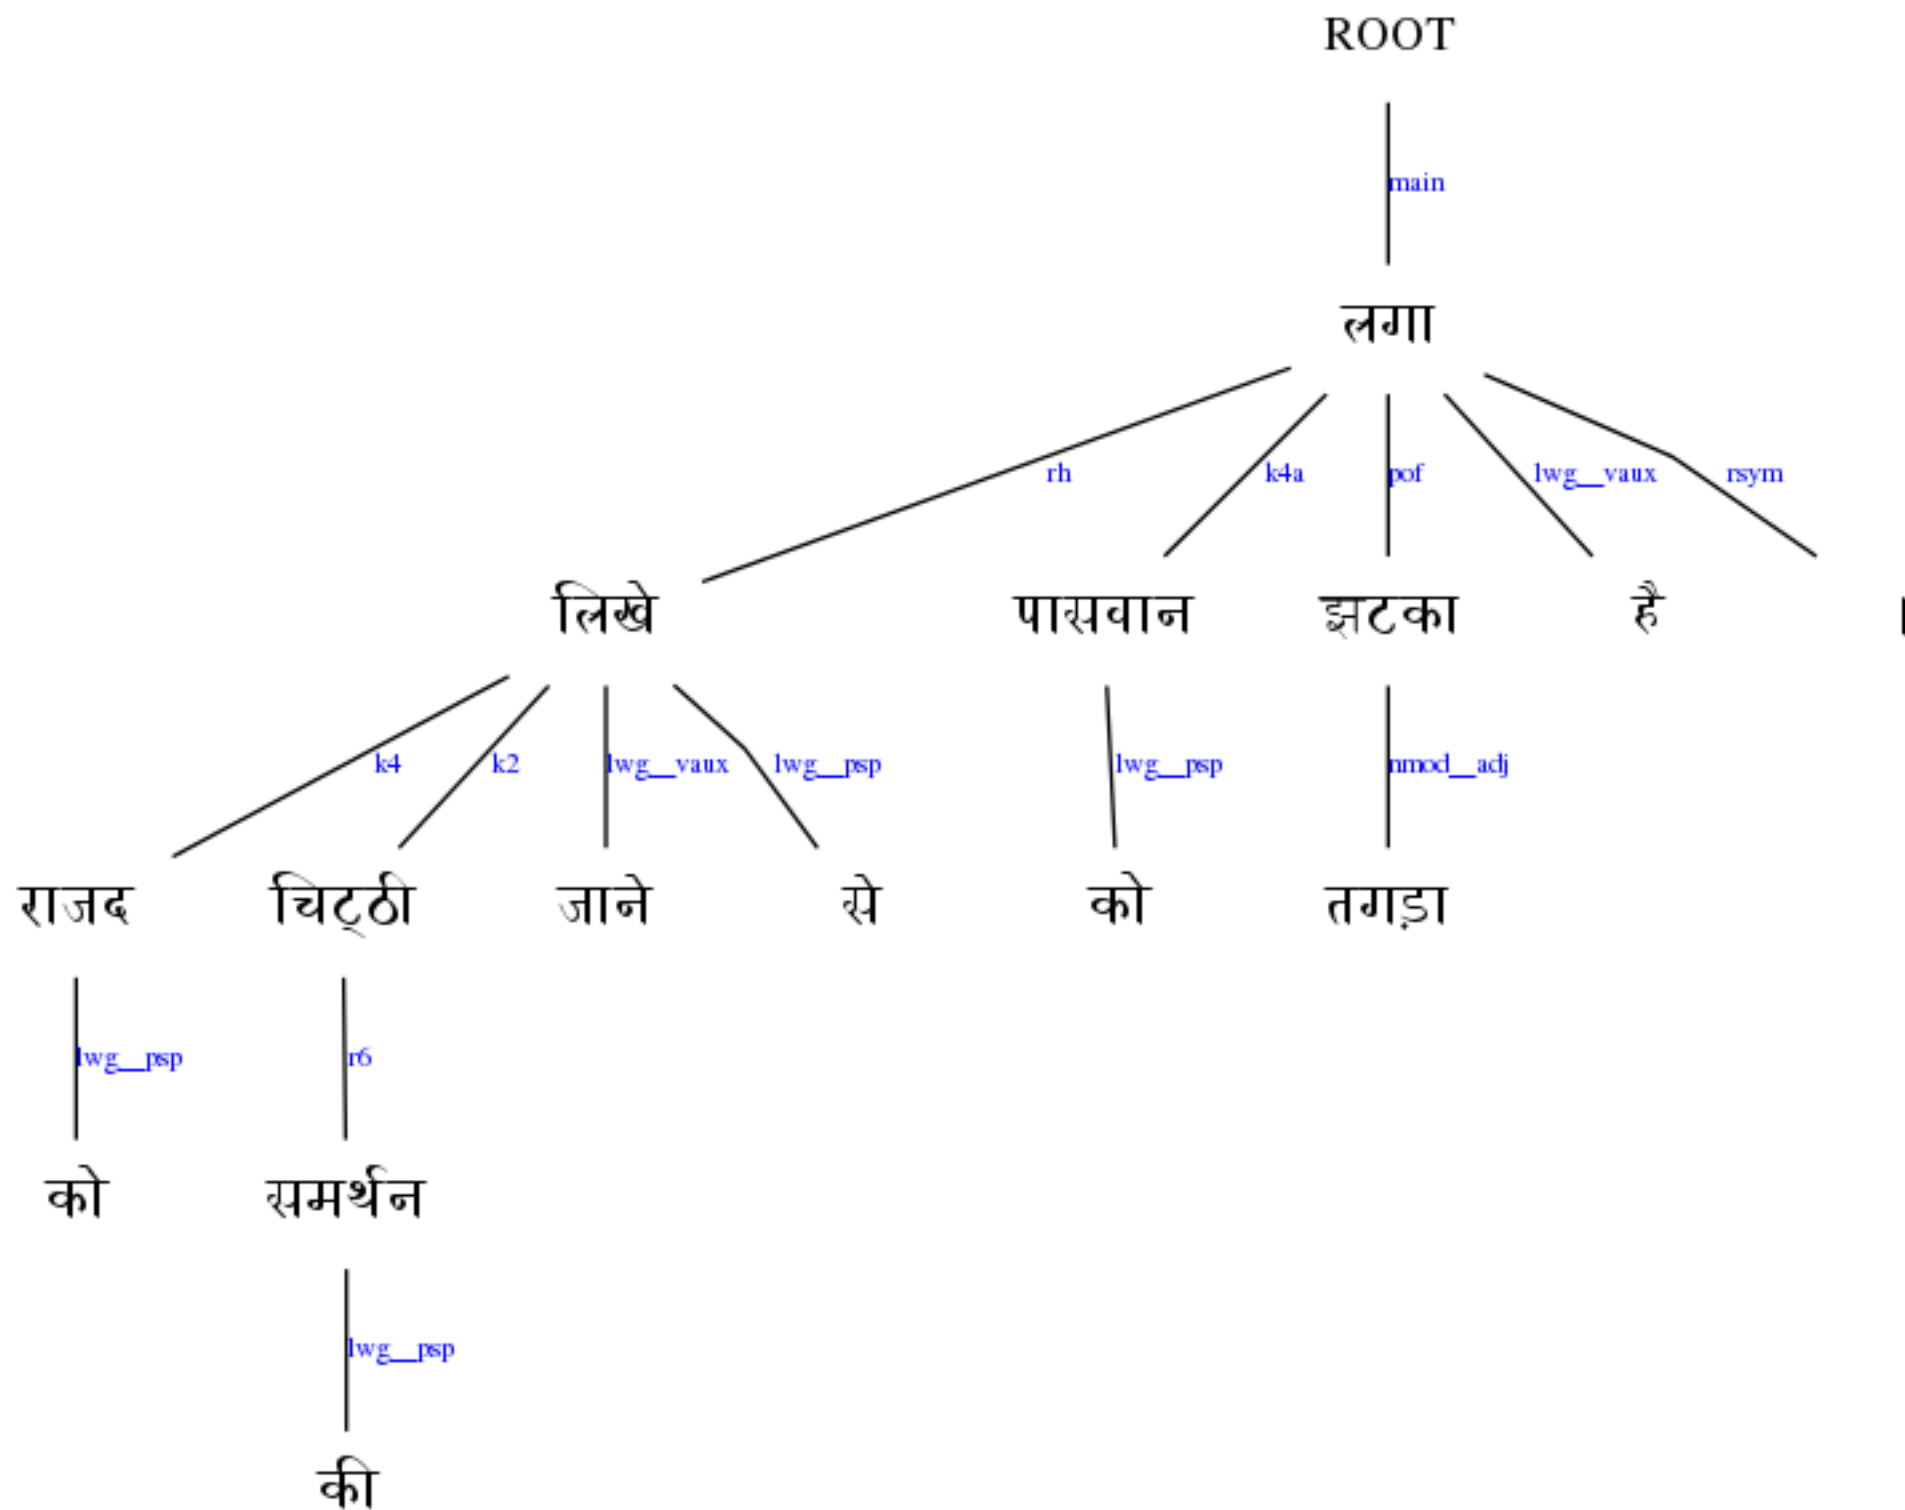 ROOT
main
लगा
rh k4a pof lwg__vaux rsym
लिखे पासवान झटका है ।
k4 k2 lwg__vaux lwg__psp lwg__psp nmod__adj
राजद चिट्ठी जाने से को तगड़ा
lwg__psp r6
को समर्थन
lwg__psp
की